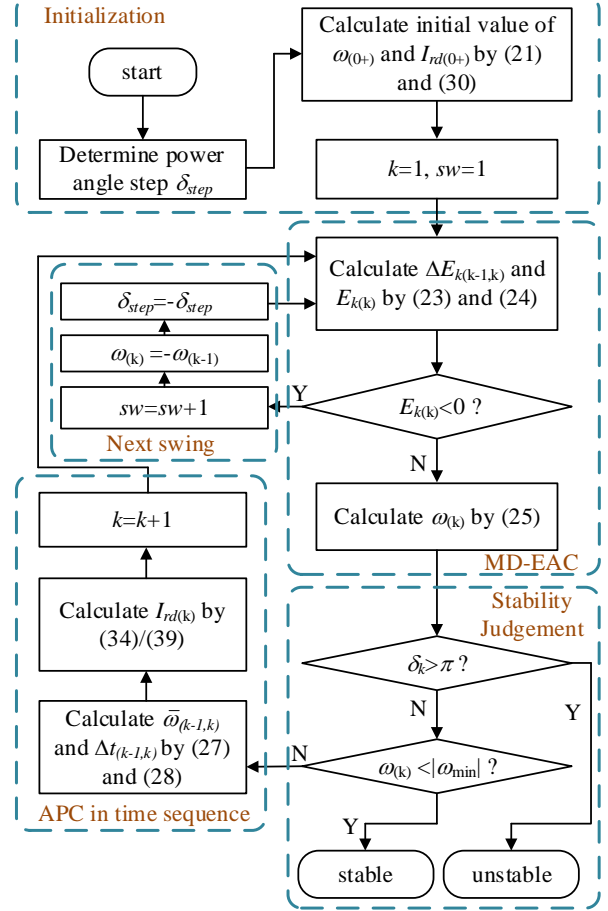 Initialization
start
Determine power
angle step δstep
Calculate initial value of
ω(0+) and Ird(0+) by (21)
and (30)
k=1, sw=1
Calculate ΔEk(k-1,k) and
Ek(k) by (23) and (24)
δstep=-δstep
ω(k) =-ω(k-1)
sw=sw+1
Next swing
Y
Ek(k)<0 ?
N
Calculate ω(k) by (25)
MD-EAC
Stability
Judgement
δk>π ?
N
Y
ω(k) <|ωmin| ?
N
Y
stable
unstable
k=k+1
Calculate Ird(k) by
(34)/(39)
Calculate ω̅(k-1,k)
and Δt(k-1,k) by (27)
and (28)
APC in time sequence